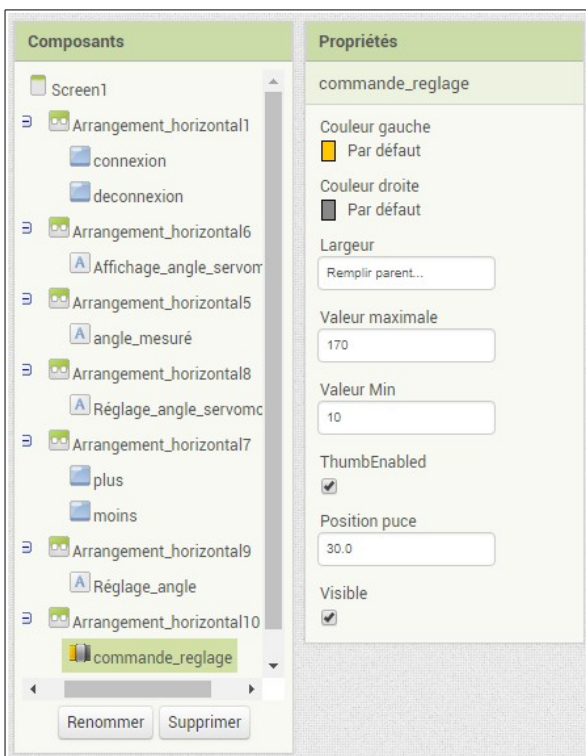 Composants
Screen1
Arrangement_horizontal1
connexion
deconnexion
Arrangement_horizontal6
A Affichage_angle_servom
Arrangement_horizontal5
A angle_mesuré
Arrangement_horizontal8
A Réglage_angle_servomo
Arrangement_horizontal7
plus
moins
Arrangement_horizontal9
A Réglage_angle
Arrangement_horizontal10
commande_reglage
Renommer Supprimer
Propriétés
commande_reglage
Couleur gauche
Par défaut
Couleur droite
Par défaut
Largeur
Remplir parent...
Valeur maximale
170
Valeur Min
10
ThumbEnabled
Position puce
30.0
Visible